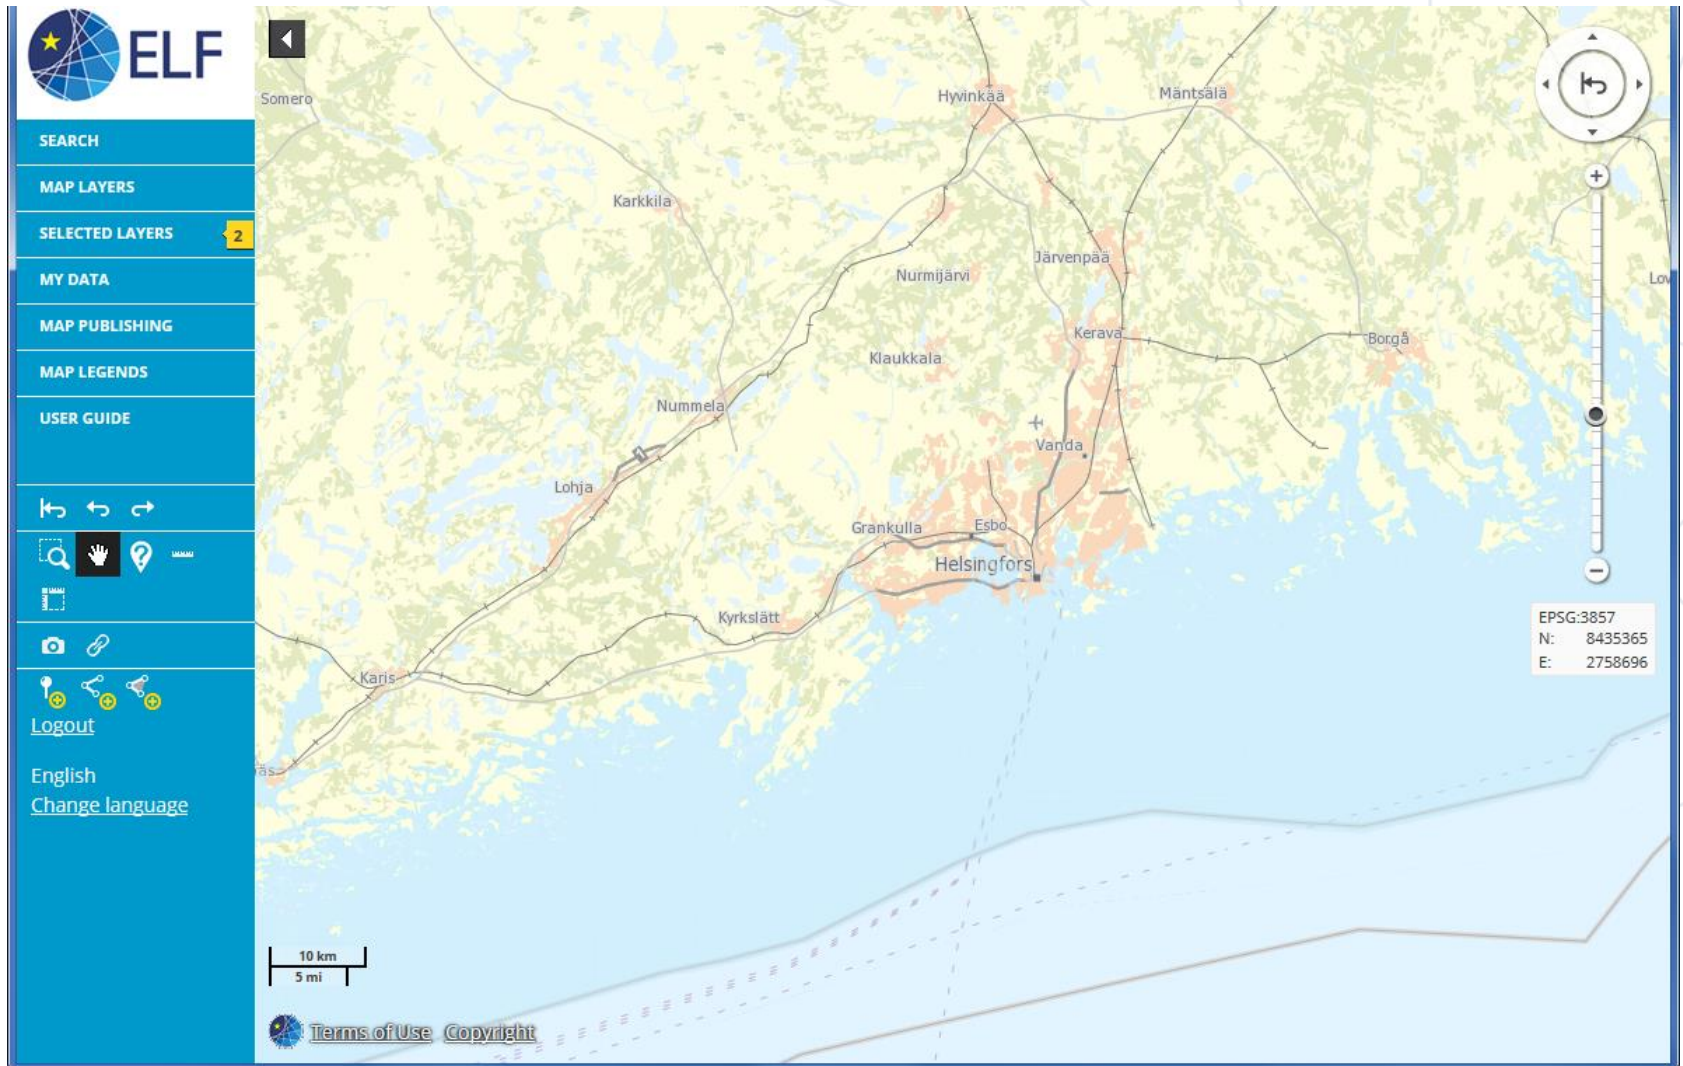 ELF
SEARCH
MAP LAYERS
SELECTED LAYERS 2
MY DATA
MAP PUBLISHING
MAP LEGENDS
USER GUIDE
Logout
English
Change language
Somero
Hyvinkää
Mäntsälä
Karkkila
Järvenpää
Nurmijärvi
Kerava
Borgå
Klaukkala
Nummela
Vanda
1
Lohja
Grankulla
Esbo
Helsingfors
Kyrkslätt
Karis
EPSG:3857
N: 8435365
E: 2758696
10 km
5 mi
Terms of Use Copyright